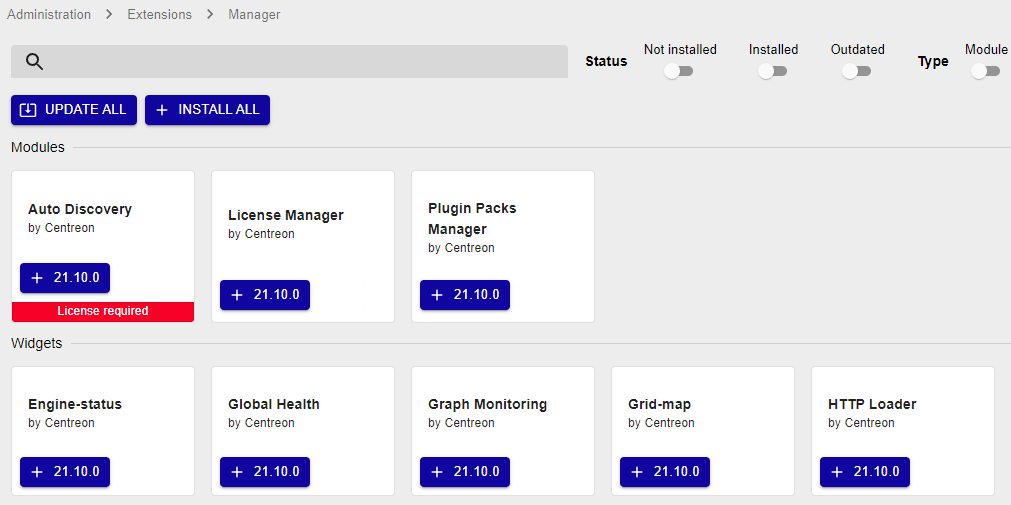 Administration > Extensions > Manager
Status Not installed Installed Outdated Type Module
UPDATE ALL + INSTALL ALL
Modules
Auto Discovery
by Centreon
+ 21.10.0
License required
License Manager
by Centreon
+ 21.10.0
Plugin Packs
Manager
by Centreon
+ 21.10.0
Widgets
Engine-status
by Centreon
+ 21.10.0
Global Health
by Centreon
+ 21.10.0
Graph Monitoring
by Centreon
+ 21.10.0
Grid-map
by Centreon
+ 21.10.0
HTTP Loader
by Centreon
+ 21.10.0